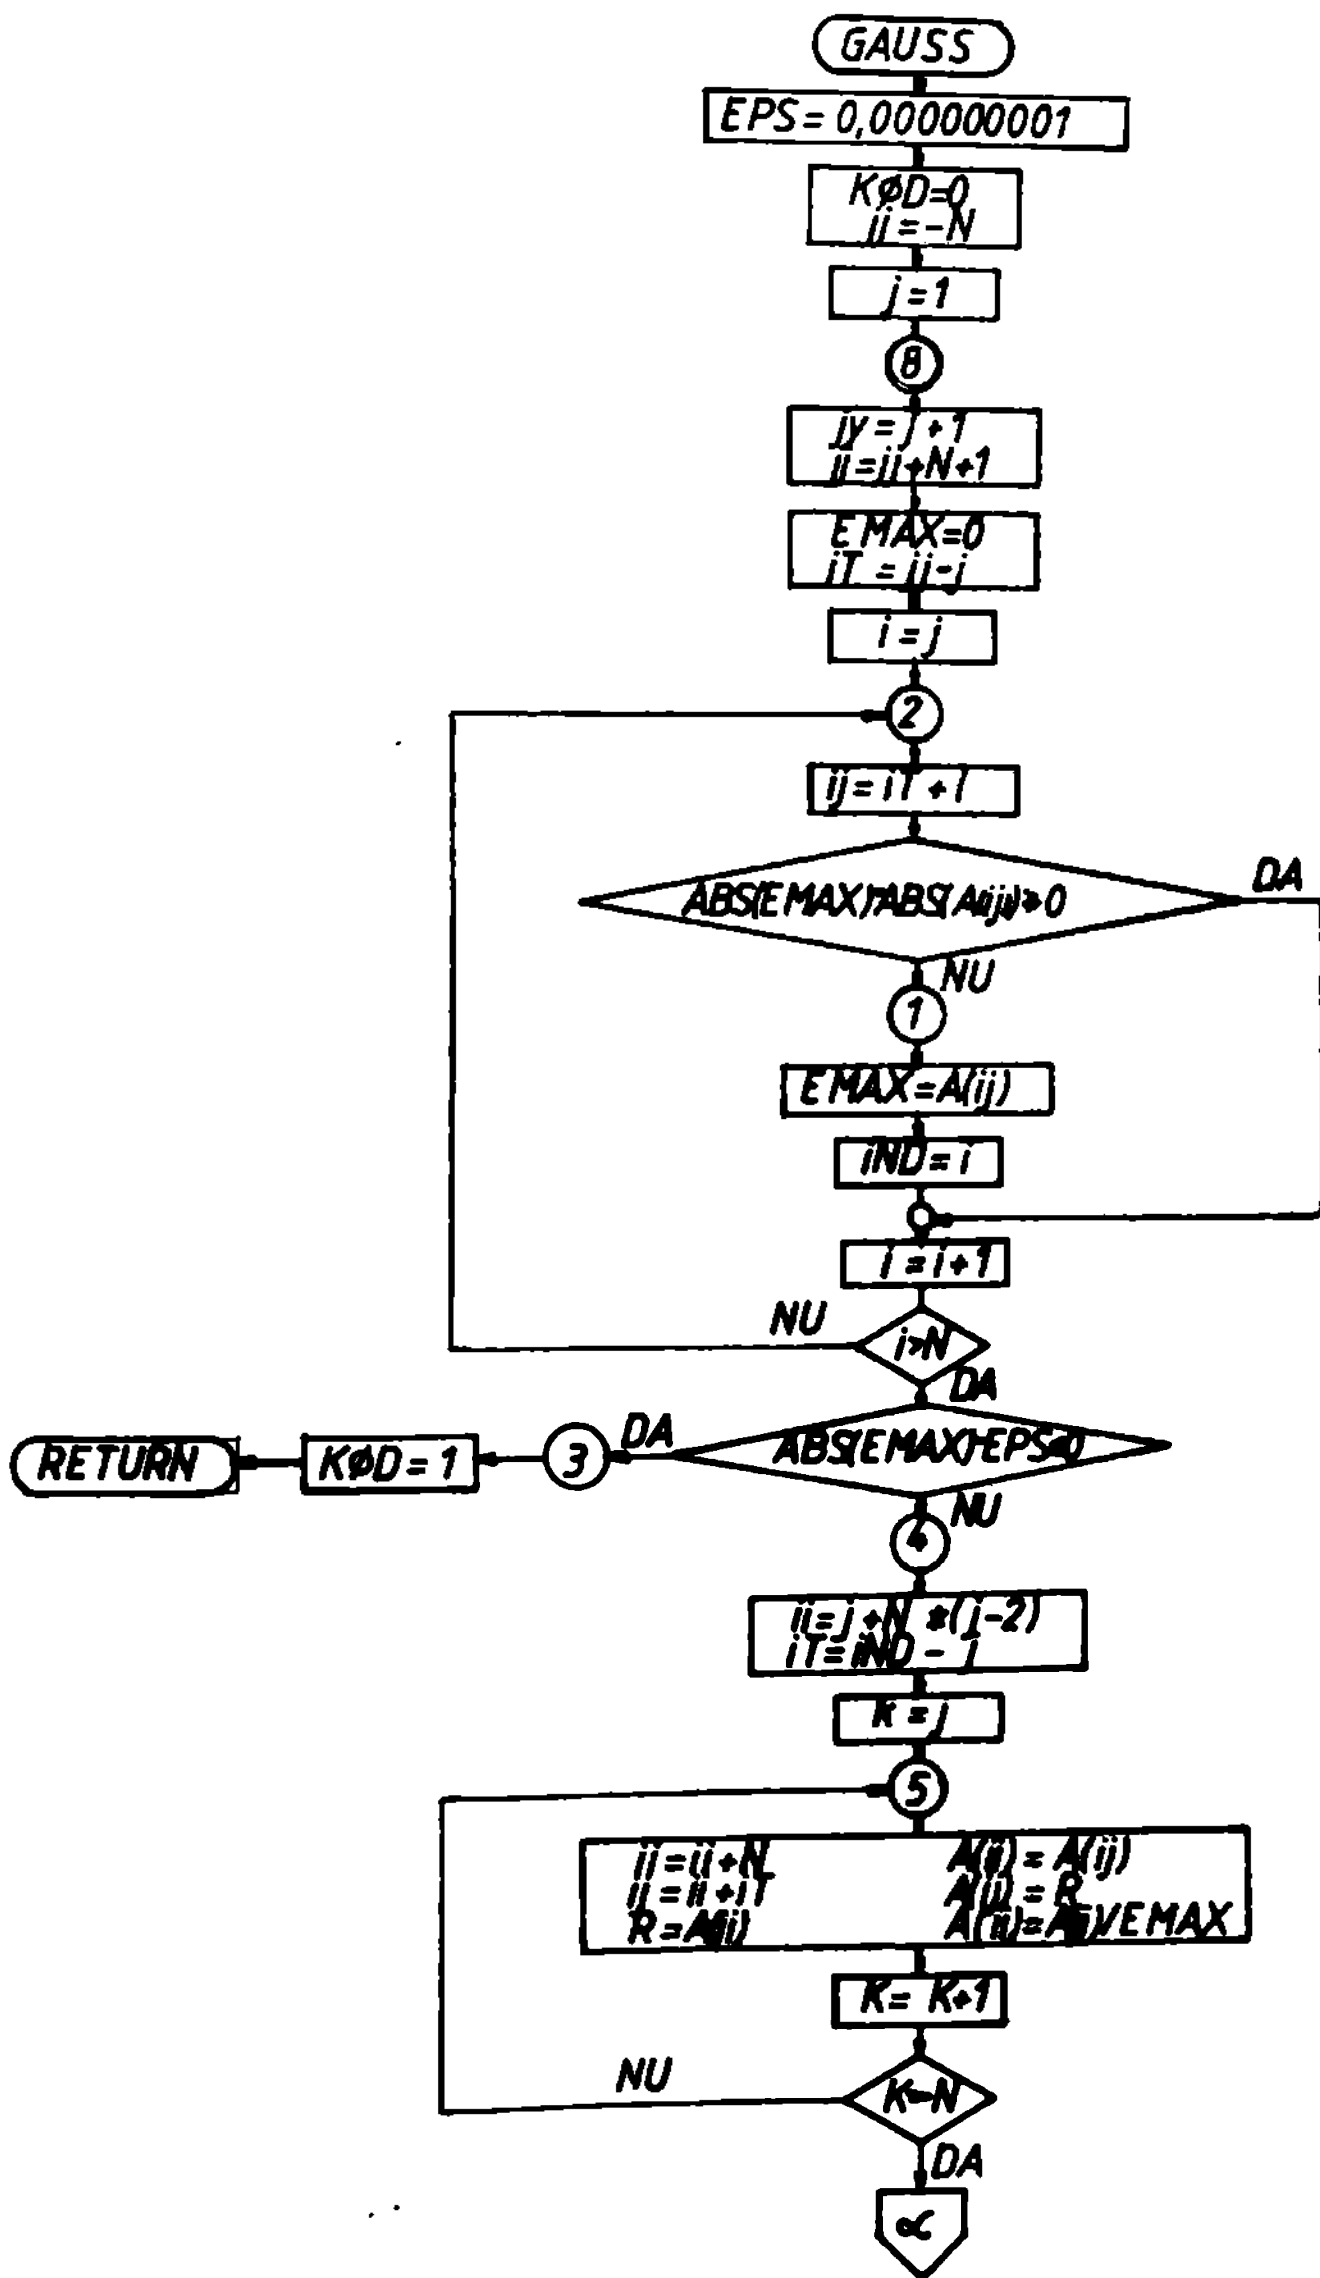 GAUSS
EPS = 0,000000001
KØD=0
jj = -N
j = 1
8
jy = j + 1
jj = jj+N+1
EMAX=0
iT = jj-j
i = j
2
ij = iT + i
ABS(EMAX)-ABS(A(ij))≥0
DA
NU
1
EMAX=A(ij)
iND = i
i = i+1
NU
i>N
DA
ABS(EMAX)-EPS≤0
DA
3
KØD = 1
RETURN
NU
4
ii = j +N *(j-2)
iT = iND - j
K = j
5
ii = ii +N
ij = ii + iT
R = A(ii)
A(ii) = A(ij)
A(ij) = R
A(ii)=A(ii)/EMAX
K = K+1
NU
DA
α